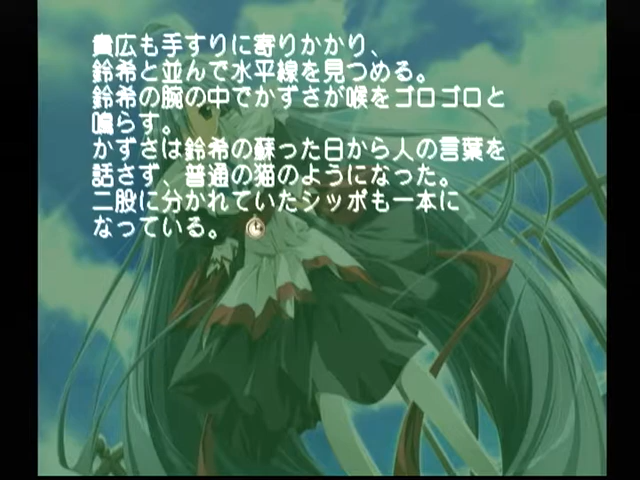 貴広も手すりに寄りかかり、
鈴希と並んで水平線を見つめる。
鈴希の腕の中でかずさが喉をゴロゴロと
鳴らす。
かずさは鈴希の蘇った日から人の言葉を
話さず、普通の猫のようになった。
二股に分かれていたシッポも一本に
なっている。